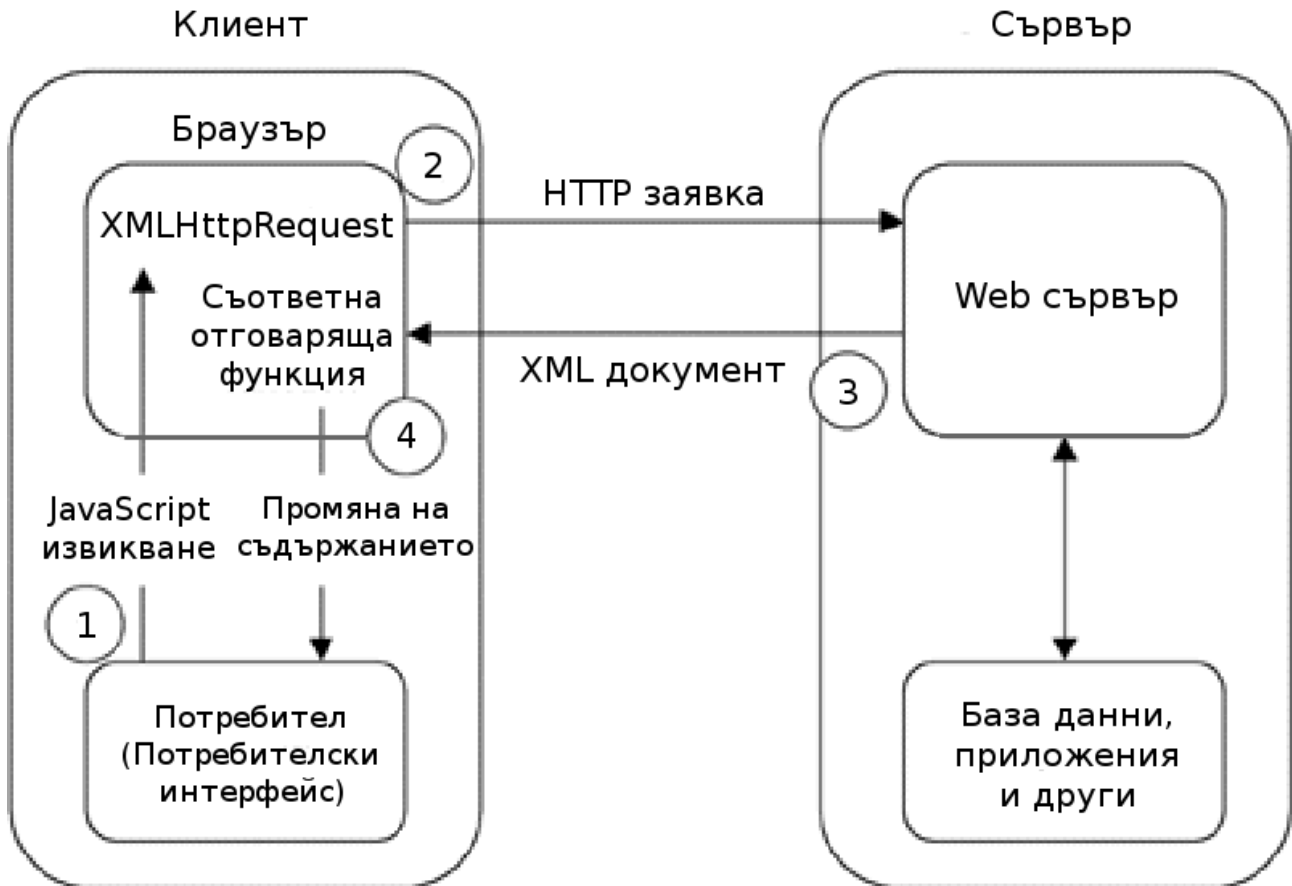 Клиент
Сървър
Браузър
2
HTTP заявка
XMLHttpRequest
Съответна
отговаряща
функция
Web сървър
XML документ
3
4
JavaScript
извикване
Промяна на
съдържанието
1
Потребител
(Потребителски
интерфейс)
База данни,
приложения
и други